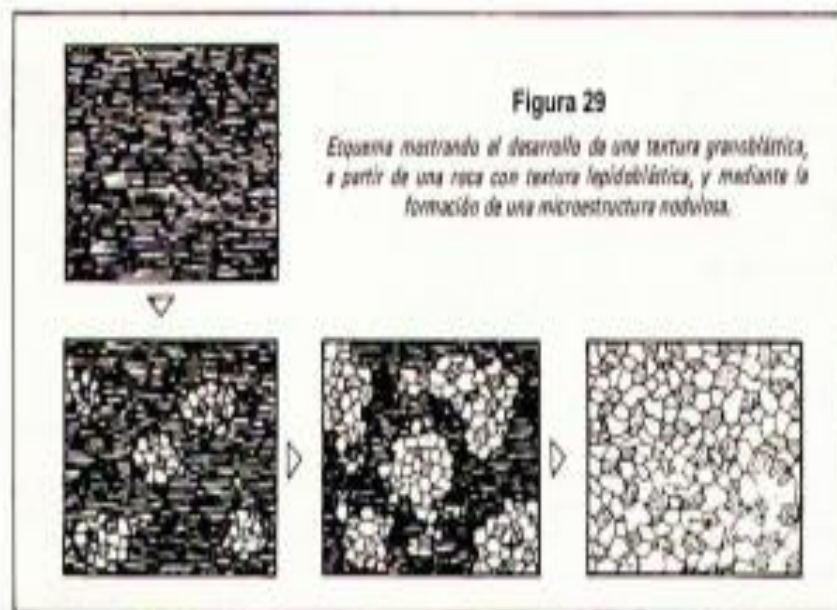 Figura 29
Esquema mostrando el desarrollo de una textura granoblástica,
a partir de una roca con textura lepidoblástica, y mediante la
formación de una microestructura nodulosa.